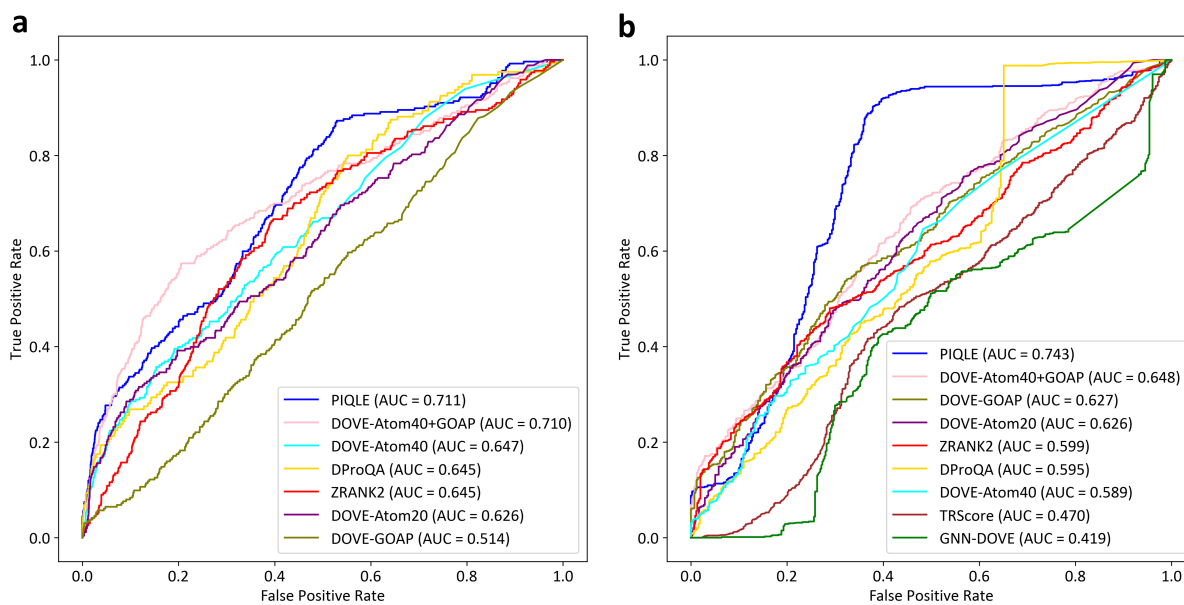 a
True Positive Rate
1.0
0.8
0.6
0.4
0.2
0.0
PIQLE (AUC = 0.711)
DOVE-Atom40+GOAP (AUC = 0.710)
DOVE-Atom40 (AUC = 0.647)
DProQA (AUC = 0.645)
ZRANK2 (AUC = 0.645)
DOVE-Atom20 (AUC = 0.626)
DOVE-GOAP (AUC = 0.514)
0.0 0.2 0.4 0.6 0.8 1.0
False Positive Rate
b
True Positive Rate
1.0
0.8
0.6
0.4
0.2
0.0
PIQLE (AUC = 0.743)
DOVE-Atom40+GOAP (AUC = 0.648)
DOVE-GOAP (AUC = 0.627)
DOVE-Atom20 (AUC = 0.626)
ZRANK2 (AUC = 0.599)
DProQA (AUC = 0.595)
DOVE-Atom40 (AUC = 0.589)
TRScore (AUC = 0.470)
GNN-DOVE (AUC = 0.419)
0.0 0.2 0.4 0.6 0.8 1.0
False Positive Rate